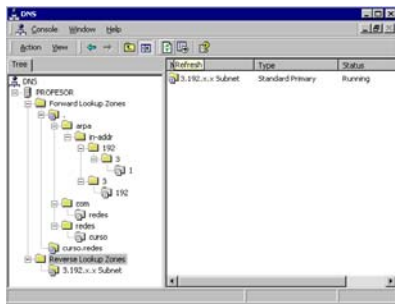 DNS
Console Window Help
Action View
Tree
Refresh
Type
Status
DNS
PROFESOR
Forward Lookup Zones
.
arpa
in-addr
192
3
1
3
192
com
redes
redes
curso
curso.redes
Reverse Lookup Zones
3.192.x.x Subnet
3.192.x.x Subnet Standard Primary Running